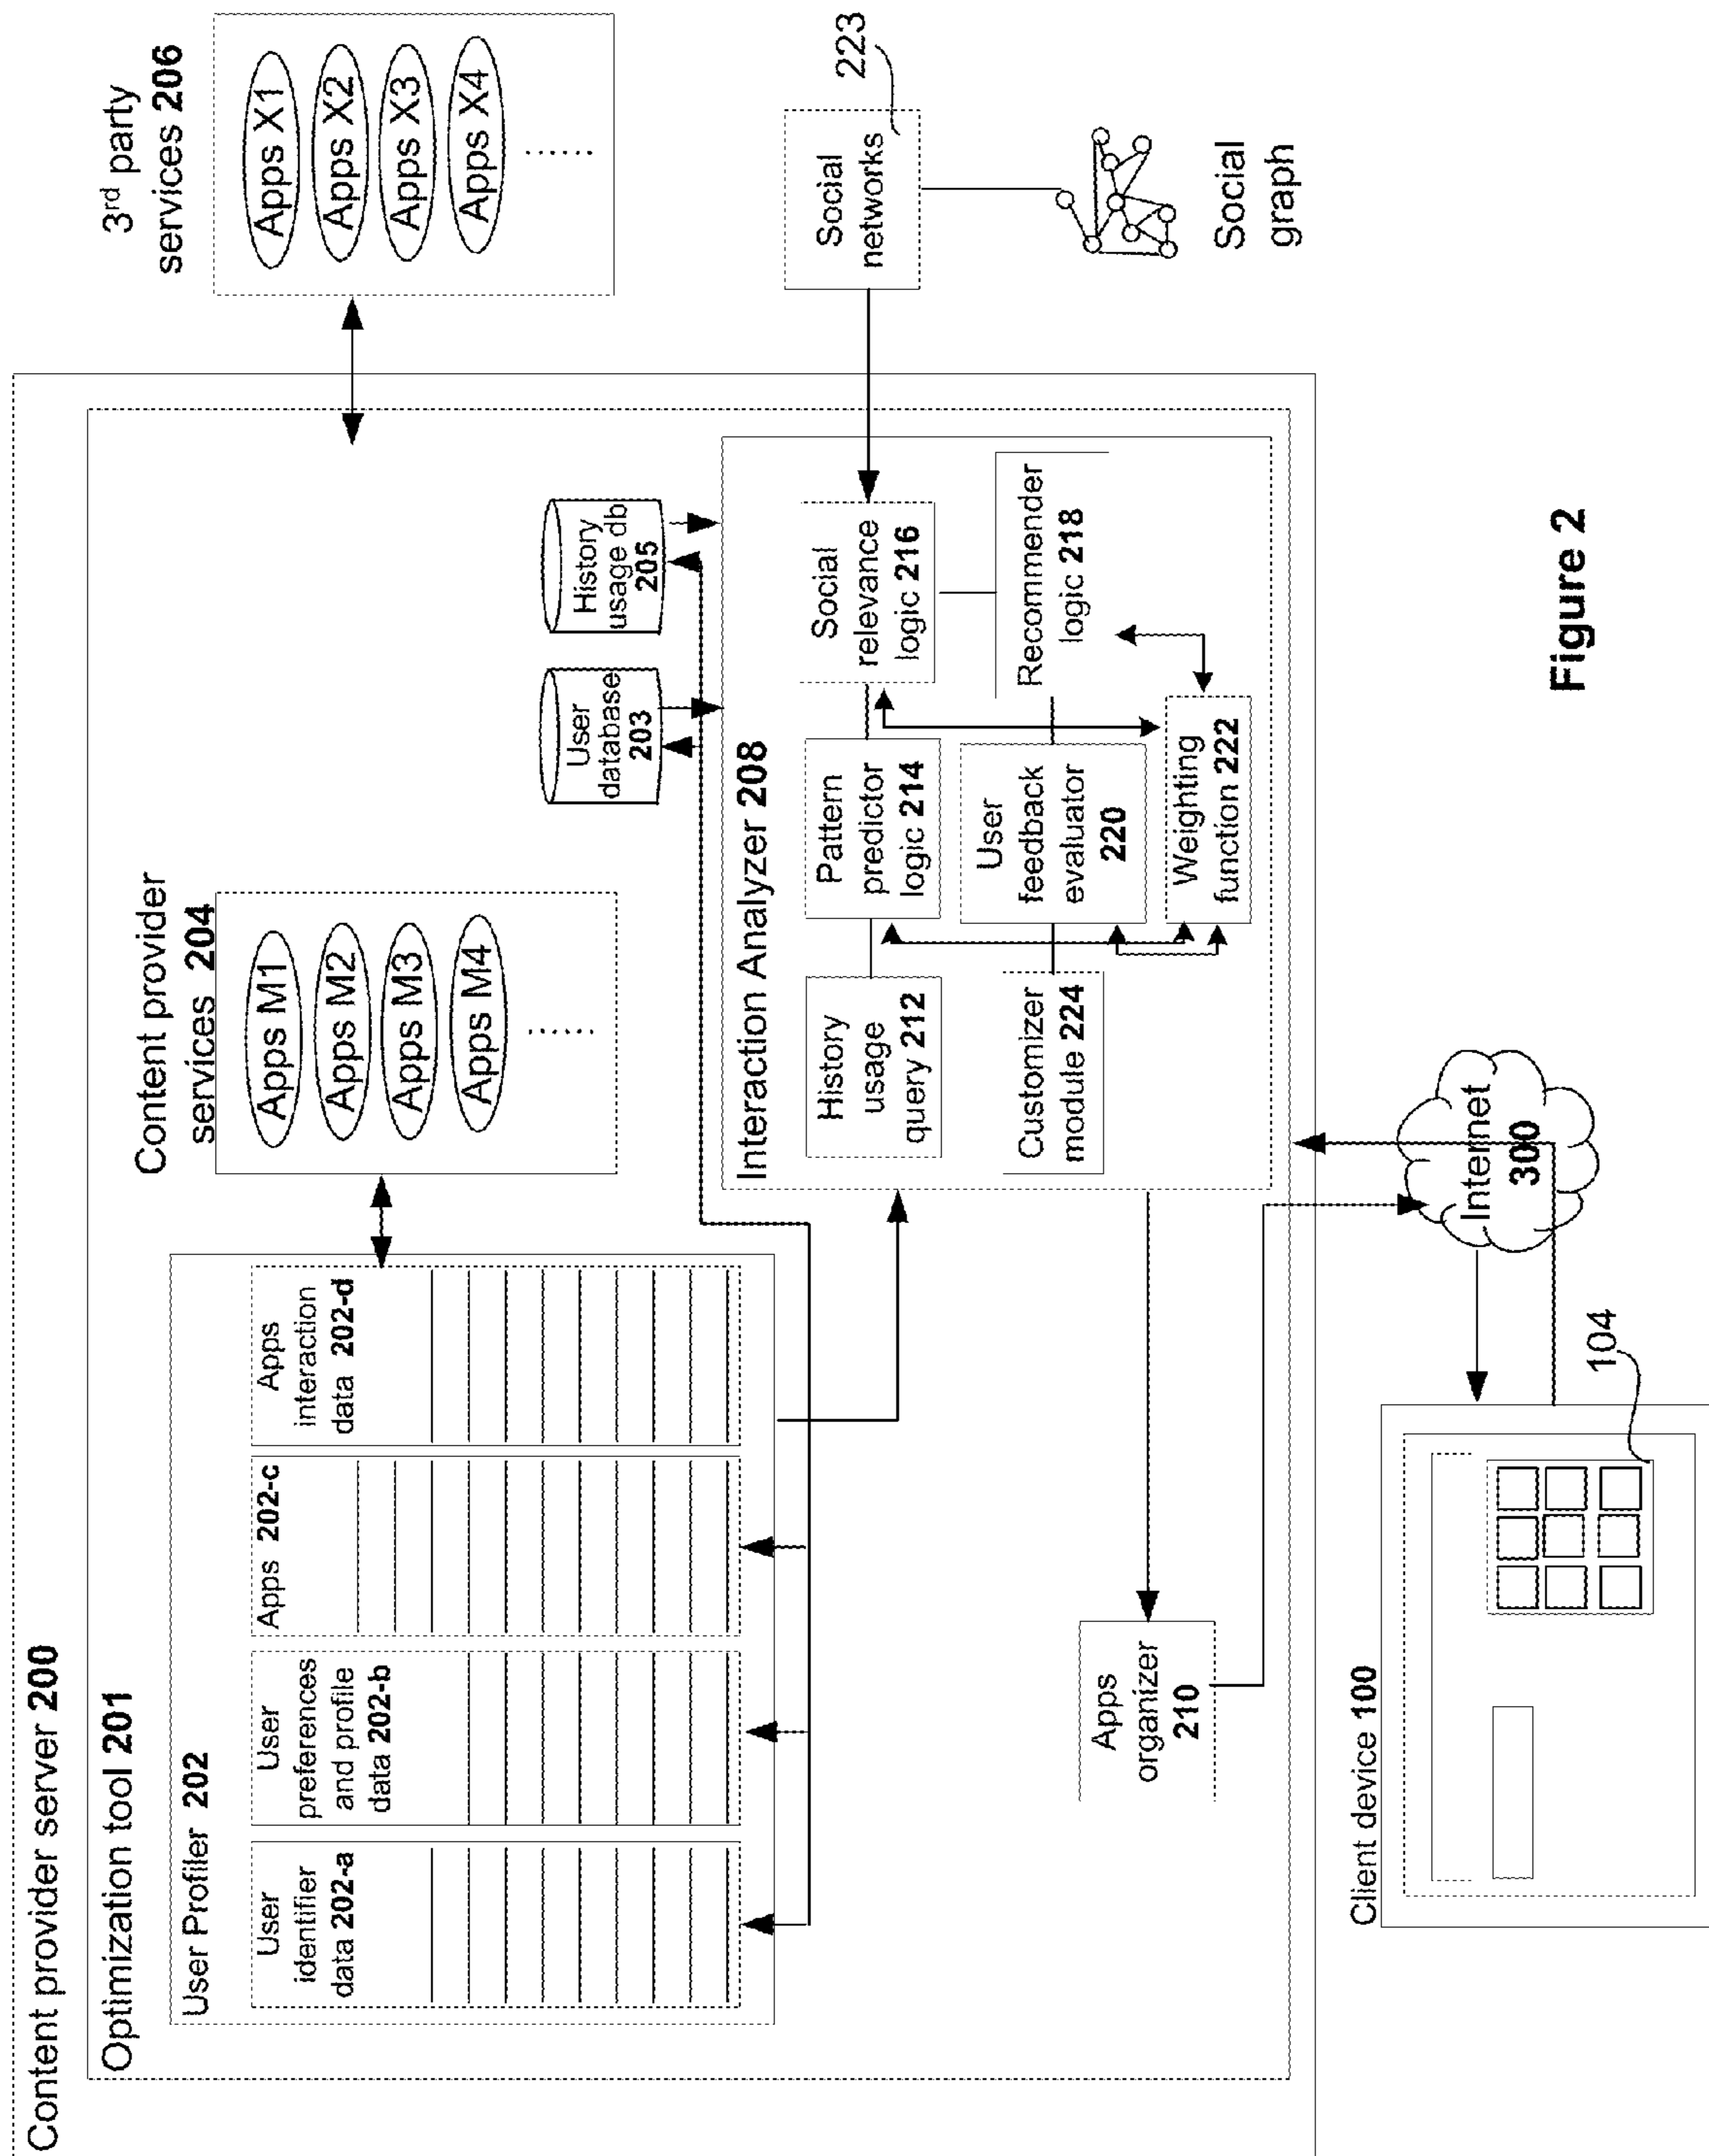 Content provider server 200
Optimization tool 201
User Profiler 202
User
identifier
data 202-a
User
preferences
and profile
data 202-b
Apps 202-c
Apps
interaction
data 202-d
Content provider
services 204
Apps M1
Apps M2
Apps M3
Apps M4
......
3rd party
services 206
Apps X1
Apps X2
Apps X3
Apps X4
......
User
database
203
History
usage db
205
Interaction Analyzer 208
History
usage
query 212
Pattern
predictor
logic 214
Social
relevance
logic 216
Customizer
module 224
User
feedback
evaluator
220
Recommender
logic 218
Weighting
function 222
Social
networks
223
Social
graph
Apps
organizer
210
Client device 100
104
Internet
300
Figure 2